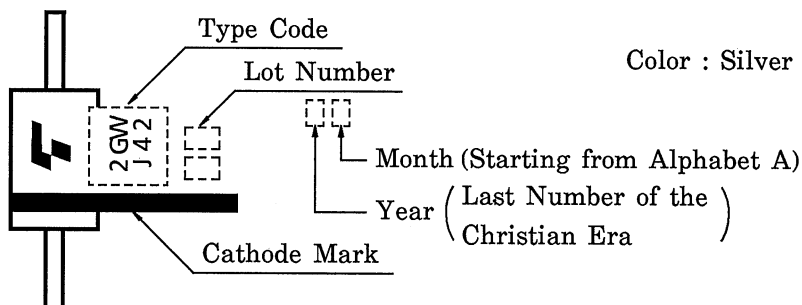 Type Code
Lot Number
Color : Silver
2GW
J42
Month (Starting from Alphabet A)
Year (Last Number of the
Christian Era)
Cathode Mark